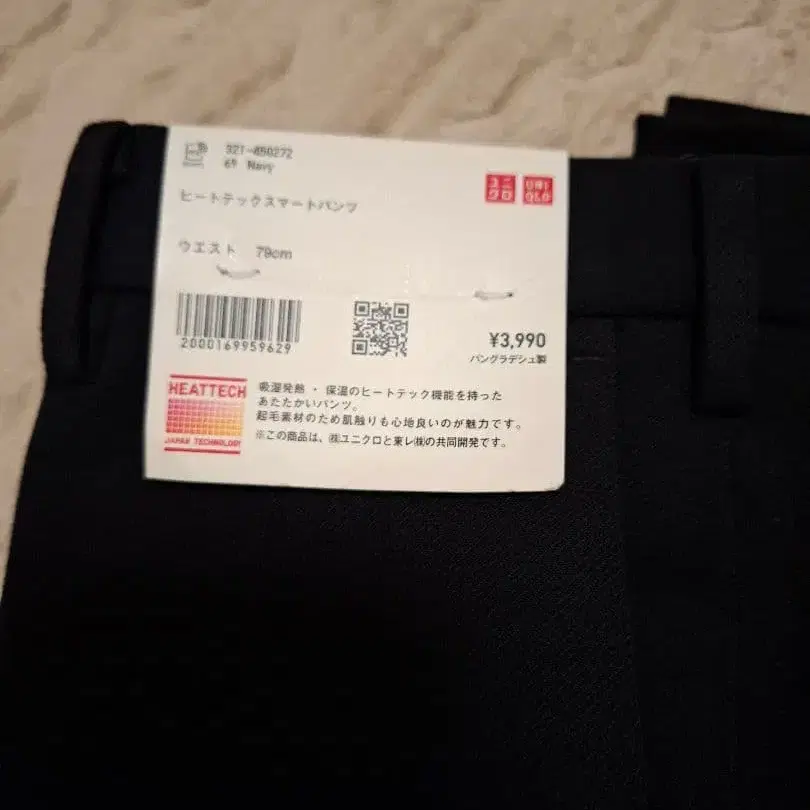 321-450272
69 Navy
ユニ
クロ
UNI
QLO
ヒートテックスマートパンツ
ウエスト 79cm
2000169959629
¥3,990
バングラデシュ製
HEATTECH
JAPAN TECHNOLOGY
吸湿発熱・保温のヒートテック機能を持った
あたたかいパンツ。
起毛素材のため肌触りも心地良いのが魅力です。
※この商品は、㈱ユニクロと東レ㈱の共同開発です。